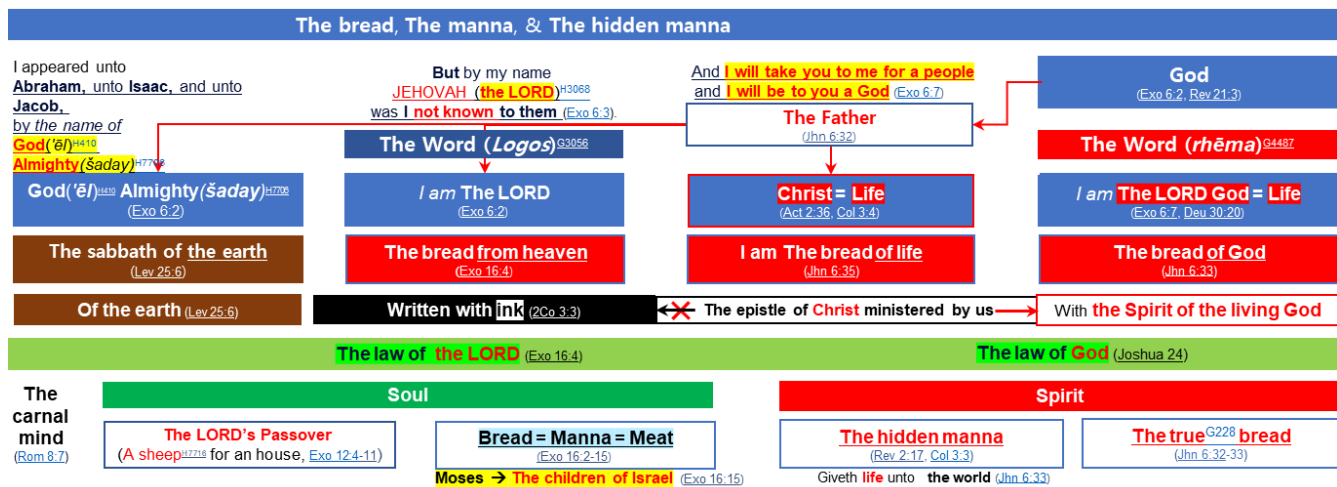 The bread, The manna, & The hidden manna
I appeared unto
Abraham, unto Isaac, and unto
Jacob,
by the name of
God('ēl)H410
Almighty(šaday)H7706
But by my name
JEHOVAH (the LORD)H3068
was I not known to them (Exo 6:3).
And I will take you to me for a people
and I will be to you a God (Exo 6:7)
God
(Exo 6:2, Rev 21:3)
The Father
(Jhn 6:32)
The Word (Logos)G3056
The Word (rhēma)G4487
God('ēl)H410 Almighty(šaday)H7706
(Exo 6:2)
I am The LORD
(Exo 6:2)
Christ = Life
(Act 2:36, Col 3:4)
I am The LORD God = Life
(Exo 6:7, Deu 30:20)
The sabbath of the earth
(Lev 25:6)
The bread from heaven
(Exo 16:4)
I am The bread of life
(Jhn 6:35)
The bread of God
(Jhn 6:33)
Of the earth (Lev 25:6)
Written with ink (2Co 3:3)
The epistle of Christ ministered by us
With the Spirit of the living God
The law of the LORD (Exo 16:4)
The law of God (Joshua 24)
The
carnal
mind
(Rom 8:7)
Soul
Spirit
The LORD's Passover
(A sheepH7716 for an house, Exo 12:4-11)
Bread = Manna = Meat
(Exo 16:2-15)
Moses → The children of Israel (Exo 16:15)
The hidden manna
(Rev 2:17, Col 3:3)
Giveth life unto the world (Jhn 6:33)
The trueG228 bread
(Jhn 6:32-33)